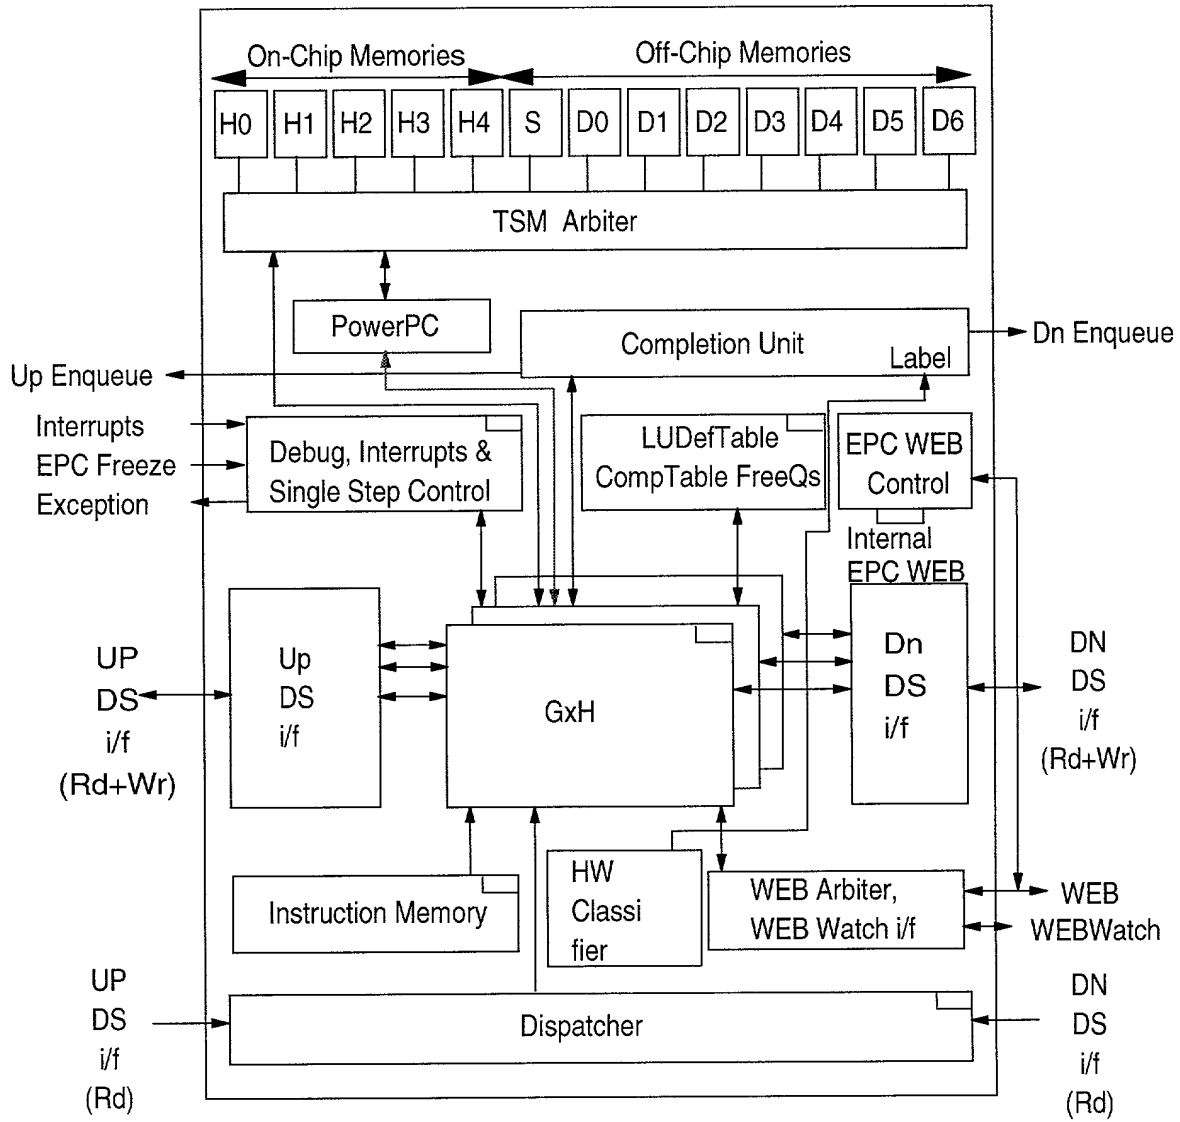 On-Chip Memories
Off-Chip Memories
H0 H1 H2 H3 H4 S D0 D1 D2 D3 D4 D5 D6
TSM Arbiter
PowerPC
Completion Unit
Label
Dn Enqueue
Up Enqueue
Interrupts
EPC Freeze
Exception
Debug, Interrupts &
Single Step Control
LUDefTable
CompTable FreeQs
EPC WEB
Control
Internal
EPC WEB
UP
DS
i/f
(Rd+Wr)
Up
DS
i/f
GxH
Dn
DS
i/f
DN
DS
i/f
(Rd+Wr)
Instruction Memory
HW
Classi
fier
WEB Arbiter,
WEB Watch i/f
WEB
WEBWatch
UP
DS
i/f
(Rd)
Dispatcher
DN
DS
i/f
(Rd)